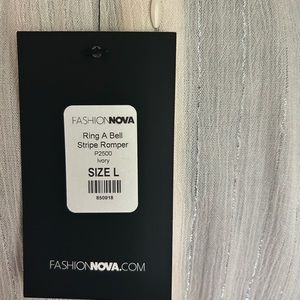 FASHIONNOVA
Ring A Bell
Stripe Romper
P2500
Ivory
SIZE L
850918
FASHIONNOVA.COM